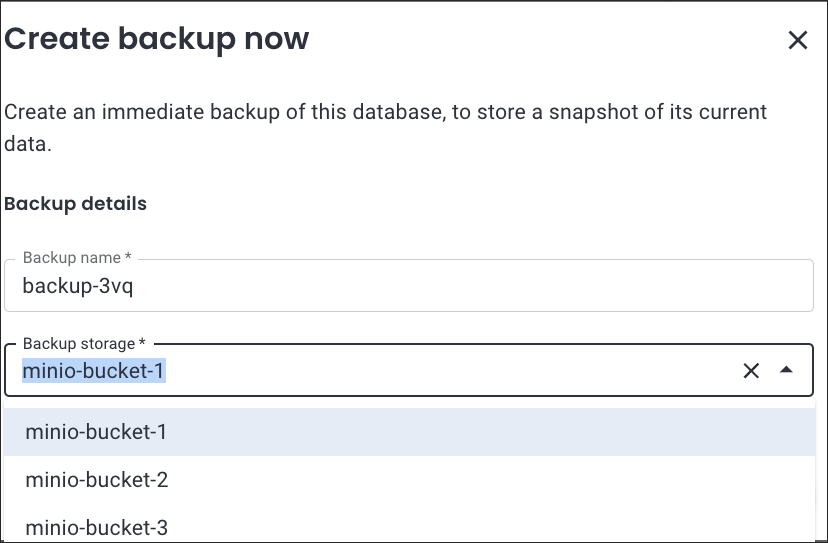 Create backup now
Create an immediate backup of this database, to store a snapshot of its current
data.
Backup details
Backup name *
backup-3vq
Backup storage *
minio-bucket-1
minio-bucket-1
minio-bucket-2
minio-bucket-3